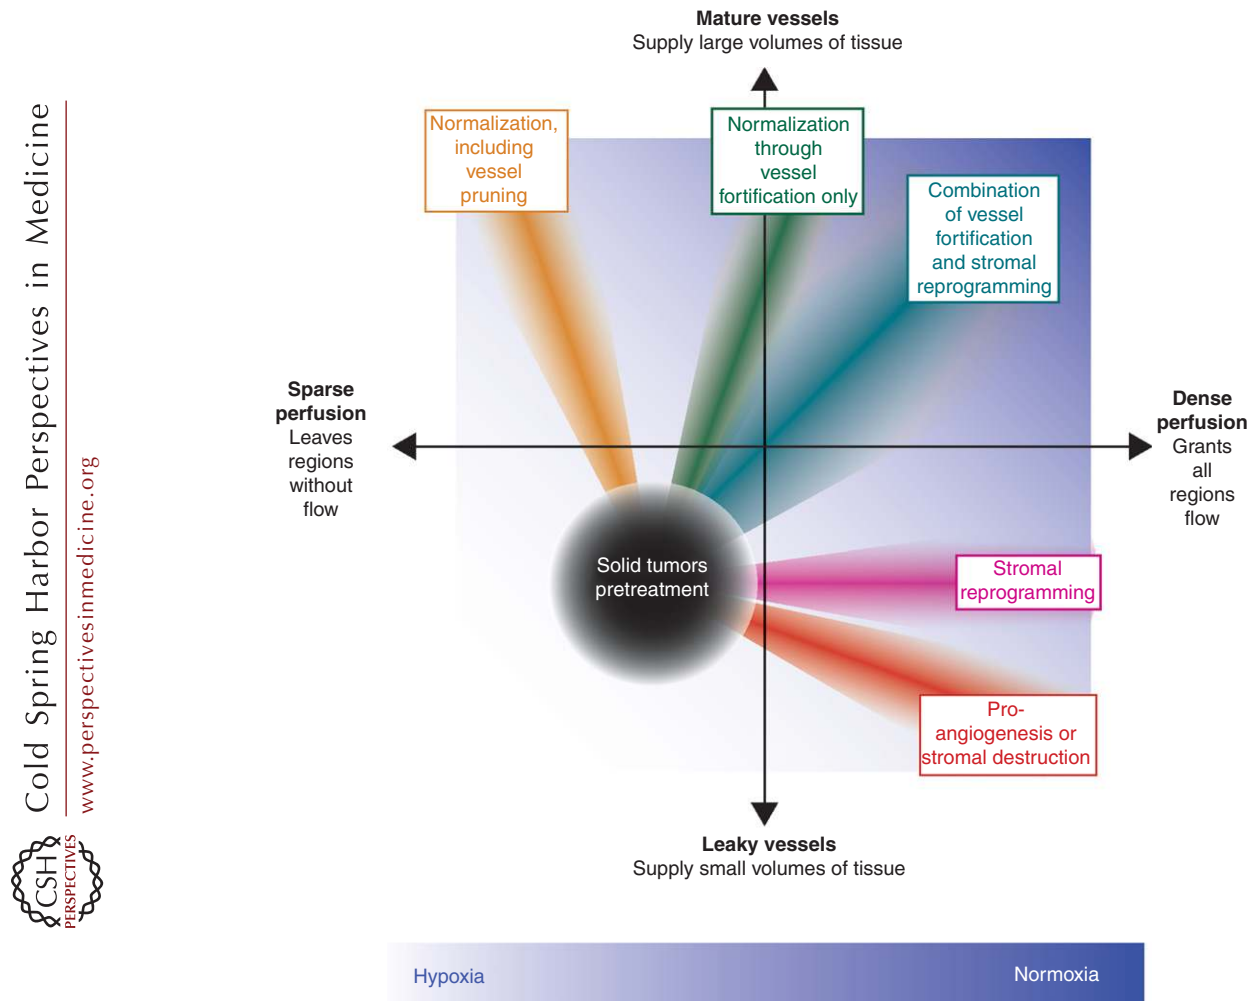 Cold Spring Harbor Perspectives in Medicine
www.perspectivesinmedicine.org
CSH
PERSPECTIVES
Mature vessels
Supply large volumes of tissue
Normalization,
including
vessel
pruning
Normalization
through
vessel
fortification only
Combination
of vessel
fortification
and stromal
reprogramming
Sparse
perfusion
Leaves
regions
without
flow
Dense
perfusion
Grants
all
regions
flow
Solid tumors
pretreatment
Stromal
reprogramming
Pro-
angiogenesis or
stromal destruction
Leaky vessels
Supply small volumes of tissue
Hypoxia
Normoxia